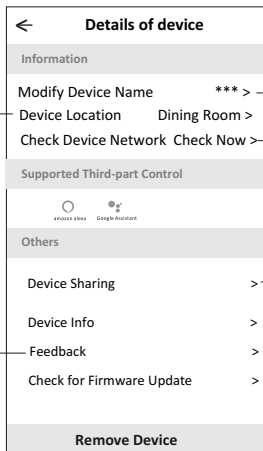 ← Details of device
Information
Modify Device Name *** >
Device Location Dining Room >
Check Device Network Check Now >
Supported Third-part Control
amazon alexa Google Assistant
Others
Device Sharing >
Device Info >
Feedback >
Check for Firmware Update >
Remove Device